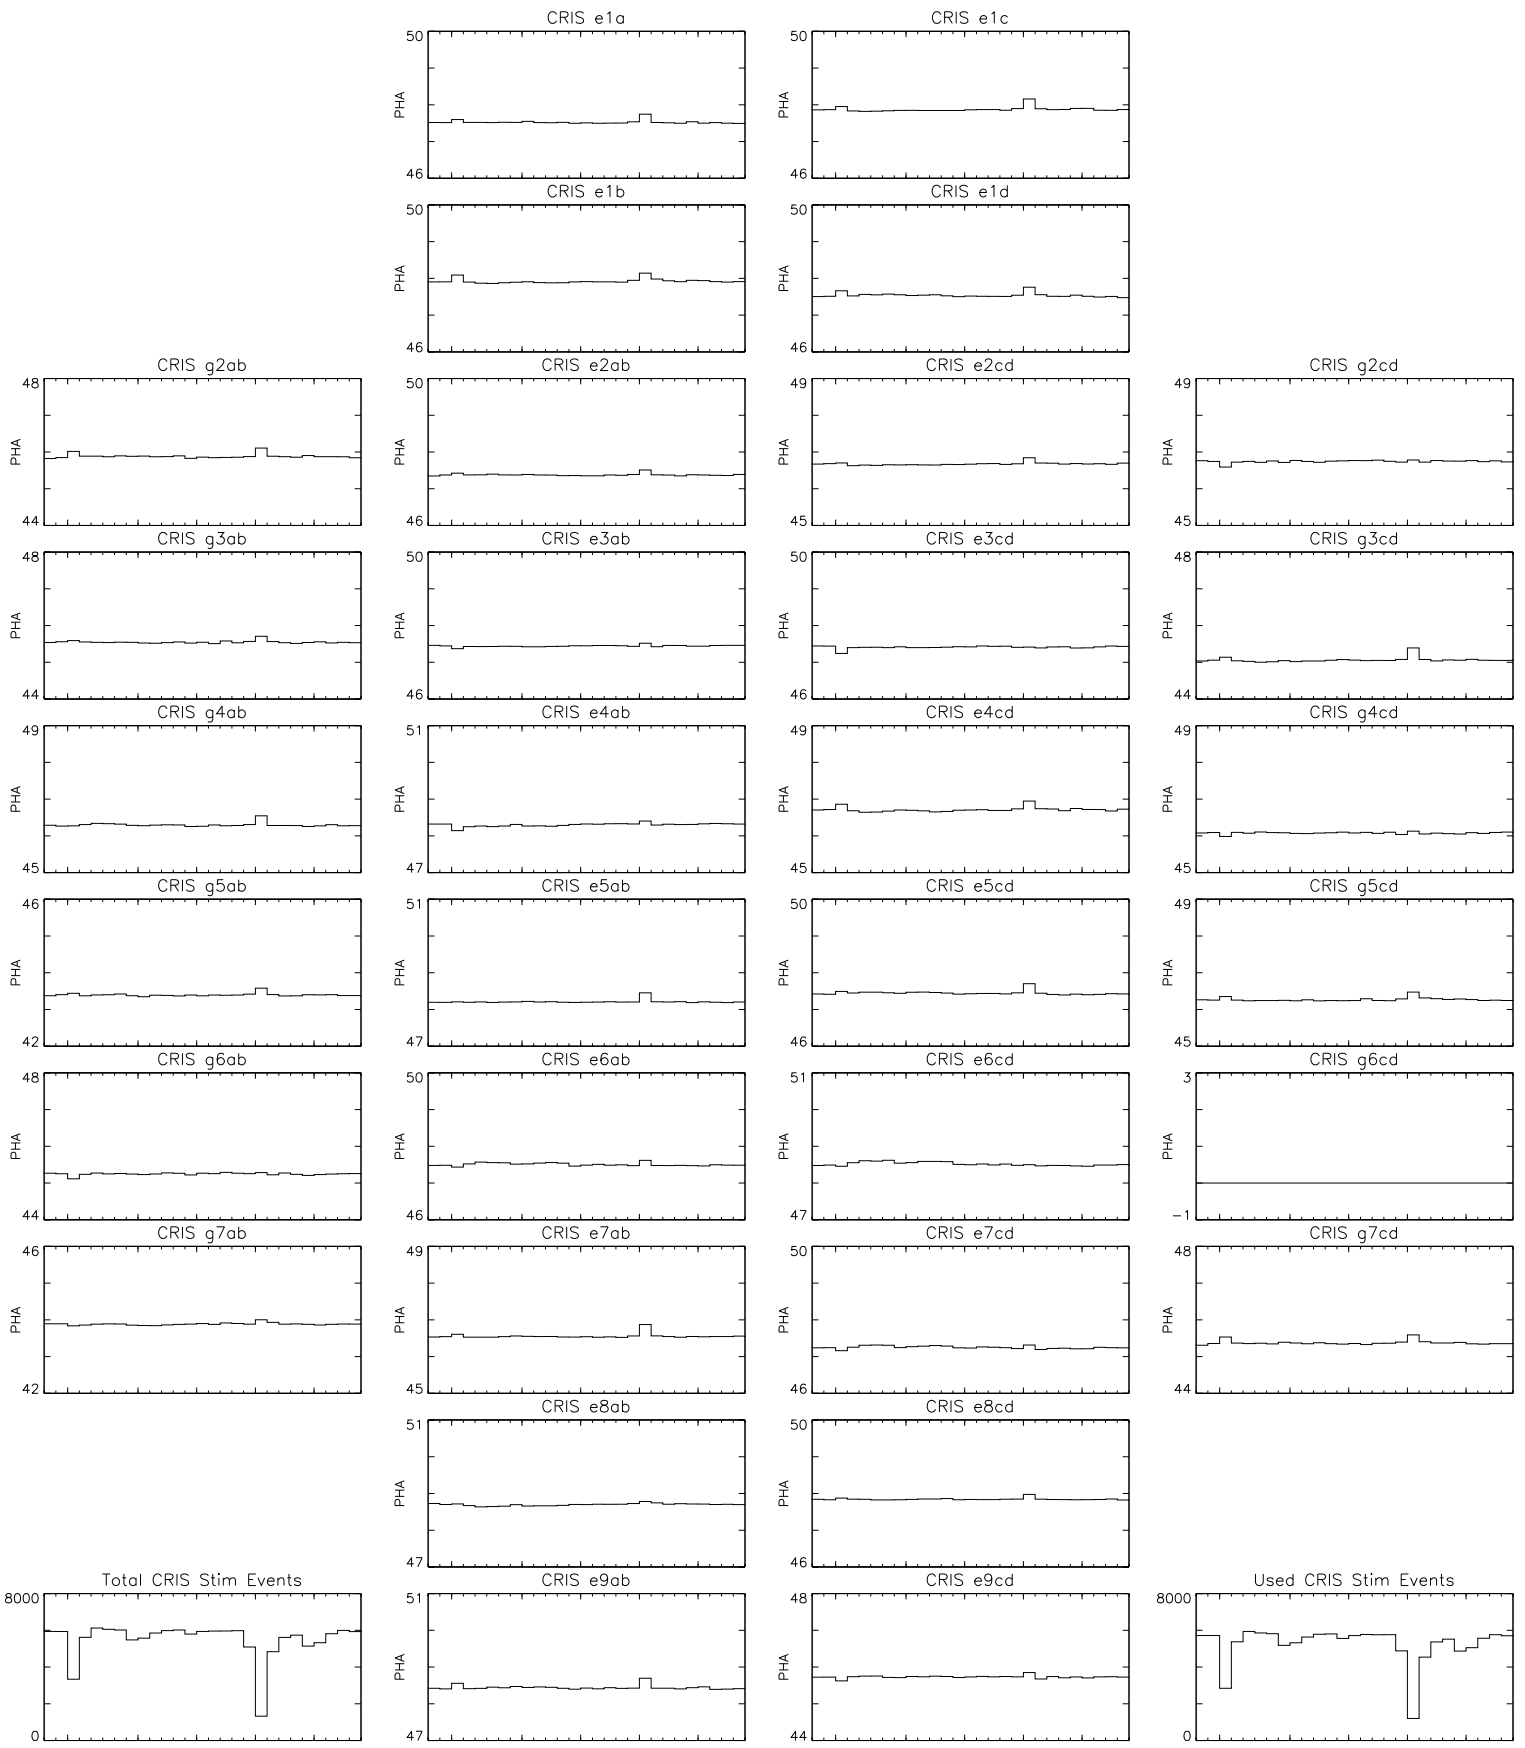 CRIS e1a
CRIS e1c
50
PHA
46
50
PHA
46
CRIS e1b
CRIS e1d
50
PHA
46
50
PHA
46
CRIS g2ab
CRIS e2ab
CRIS e2cd
CRIS g2cd
48
PHA
44
50
PHA
46
49
PHA
45
49
PHA
45
CRIS g3ab
CRIS e3ab
CRIS e3cd
CRIS g3cd
48
PHA
44
50
PHA
46
50
PHA
46
48
PHA
44
CRIS g4ab
CRIS e4ab
CRIS e4cd
CRIS g4cd
49
PHA
45
51
PHA
47
49
PHA
45
49
PHA
45
CRIS g5ab
CRIS e5ab
CRIS e5cd
CRIS g5cd
46
PHA
42
51
PHA
47
50
PHA
46
49
PHA
45
CRIS g6ab
CRIS e6ab
CRIS e6cd
CRIS g6cd
48
PHA
44
50
PHA
46
51
PHA
47
3
PHA
-1
CRIS g7ab
CRIS e7ab
CRIS e7cd
CRIS g7cd
46
PHA
42
49
PHA
45
50
PHA
46
48
PHA
44
CRIS e8ab
CRIS e8cd
51
PHA
47
50
PHA
46
Total CRIS Stim Events
CRIS e9ab
CRIS e9cd
Used CRIS Stim Events
8000
0
51
PHA
47
48
PHA
44
8000
0